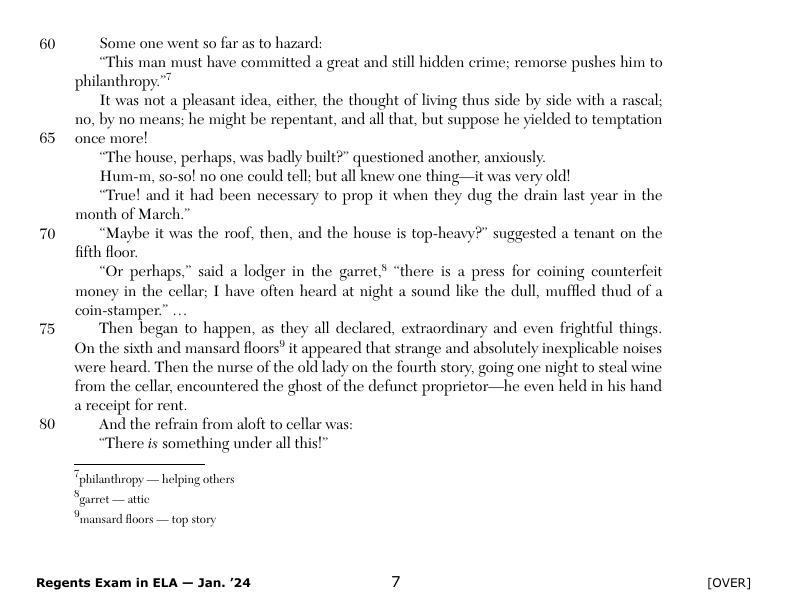 60 Some one went so far as to hazard:
“This man must have committed a great and still hidden crime; remorse pushes him to
philanthropy.”7
It was not a pleasant idea, either, the thought of living thus side by side with a rascal;
no, by no means; he might be repentant, and all that, but suppose he yielded to temptation
65 once more!
“The house, perhaps, was badly built?” questioned another, anxiously.
Hum-m, so-so! no one could tell; but all knew one thing—it was very old!
“True! and it had been necessary to prop it when they dug the drain last year in the
month of March.”
70 “Maybe it was the roof, then, and the house is top-heavy?” suggested a tenant on the
fifth floor.
“Or perhaps,” said a lodger in the garret,8 “there is a press for coining counterfeit
money in the cellar; I have often heard at night a sound like the dull, muffled thud of a
coin-stamper.” …
75 Then began to happen, as they all declared, extraordinary and even frightful things.
On the sixth and mansard floors9 it appeared that strange and absolutely inexplicable noises
were heard. Then the nurse of the old lady on the fourth story, going one night to steal wine
from the cellar, encountered the ghost of the defunct proprietor—he even held in his hand
a receipt for rent.
80 And the refrain from aloft to cellar was:
“There is something under all this!”
7philanthropy — helping others
8garret — attic
9mansard floors — top story
Regents Exam in ELA — Jan. ’24 7 [OVER]